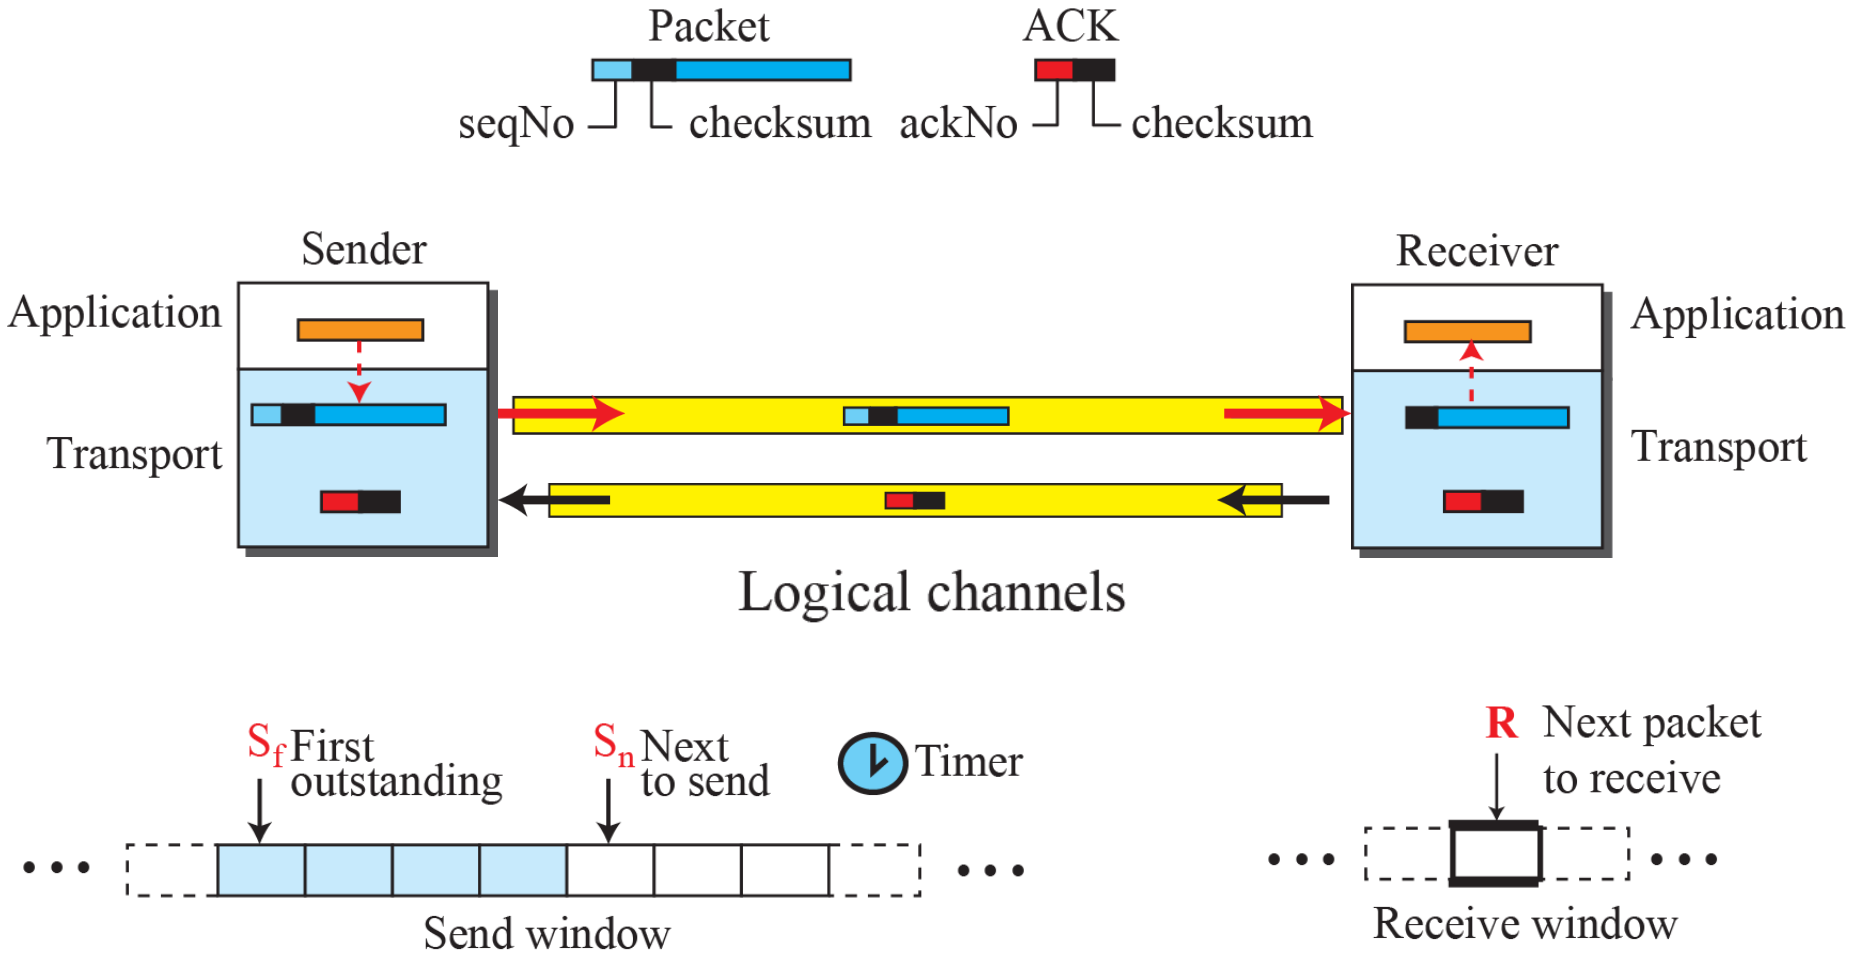 Packet
ACK
seqNo
checksum
ackNo
checksum
Sender
Receiver
Application
Application
Transport
Transport
Logical channels
Sf First
outstanding
Sn Next
to send
Timer
R Next packet
to receive
Send window
Receive window